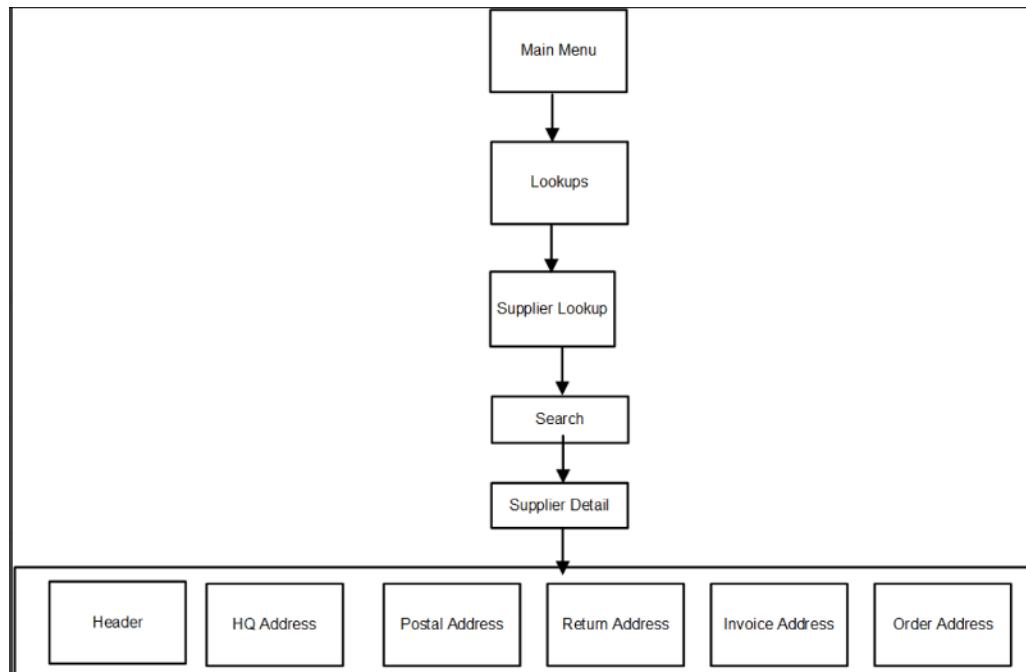 Main Menu
Lookups
Supplier Lookup
Search
Supplier Detail
Header
HQ Address
Postal Address
Return Address
Invoice Address
Order Address